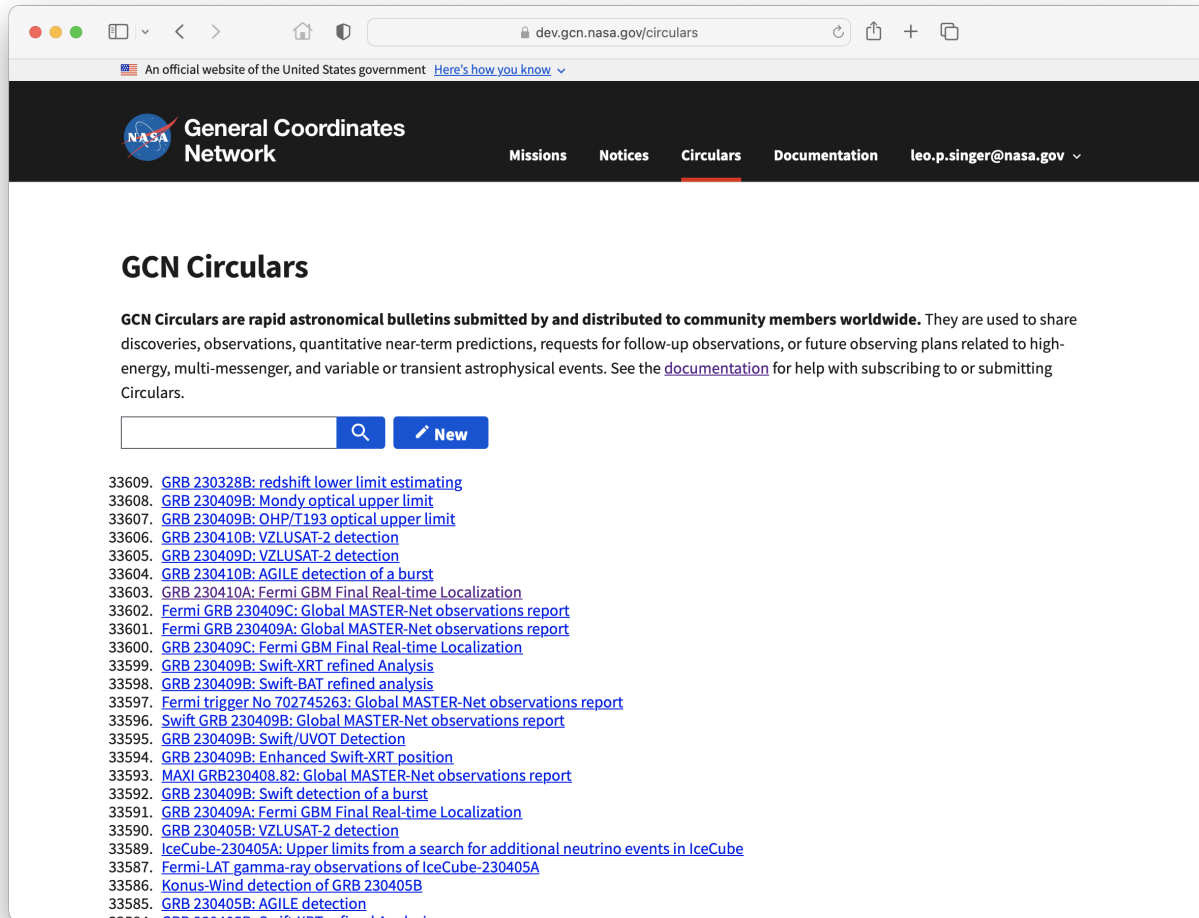 dev.gcn.nasa.gov/circulars
An official website of the United States government Here's how you know
NASA
General Coordinates
Network
Missions Notices Circulars Documentation leo.p.singer@nasa.gov
GCN Circulars
GCN Circulars are rapid astronomical bulletins submitted by and distributed to community members worldwide. They are used to share
discoveries, observations, quantitative near-term predictions, requests for follow-up observations, or future observing plans related to high-
energy, multi-messenger, and variable or transient astrophysical events. See the documentation for help with subscribing to or submitting
Circulars.
New
33609. GRB 230328B: redshift lower limit estimating
33608. GRB 230409B: Mondy optical upper limit
33607. GRB 230409B: OHP/T193 optical upper limit
33606. GRB 230410B: VZLUSAT-2 detection
33605. GRB 230409D: VZLUSAT-2 detection
33604. GRB 230410B: AGILE detection of a burst
33603. GRB 230410A: Fermi GBM Final Real-time Localization
33602. Fermi GRB 230409C: Global MASTER-Net observations report
33601. Fermi GRB 230409A: Global MASTER-Net observations report
33600. GRB 230409C: Fermi GBM Final Real-time Localization
33599. GRB 230409B: Swift-XRT refined Analysis
33598. GRB 230409B: Swift-BAT refined analysis
33597. Fermi trigger No 702745263: Global MASTER-Net observations report
33596. Swift GRB 230409B: Global MASTER-Net observations report
33595. GRB 230409B: Swift/UVOT Detection
33594. GRB 230409B: Enhanced Swift-XRT position
33593. MAXI GRB230408.82: Global MASTER-Net observations report
33592. GRB 230409B: Swift detection of a burst
33591. GRB 230409A: Fermi GBM Final Real-time Localization
33590. GRB 230405B: VZLUSAT-2 detection
33589. IceCube-230405A: Upper limits from a search for additional neutrino events in IceCube
33587. Fermi-LAT gamma-ray observations of IceCube-230405A
33586. Konus-Wind detection of GRB 230405B
33585. GRB 230405B: AGILE detection